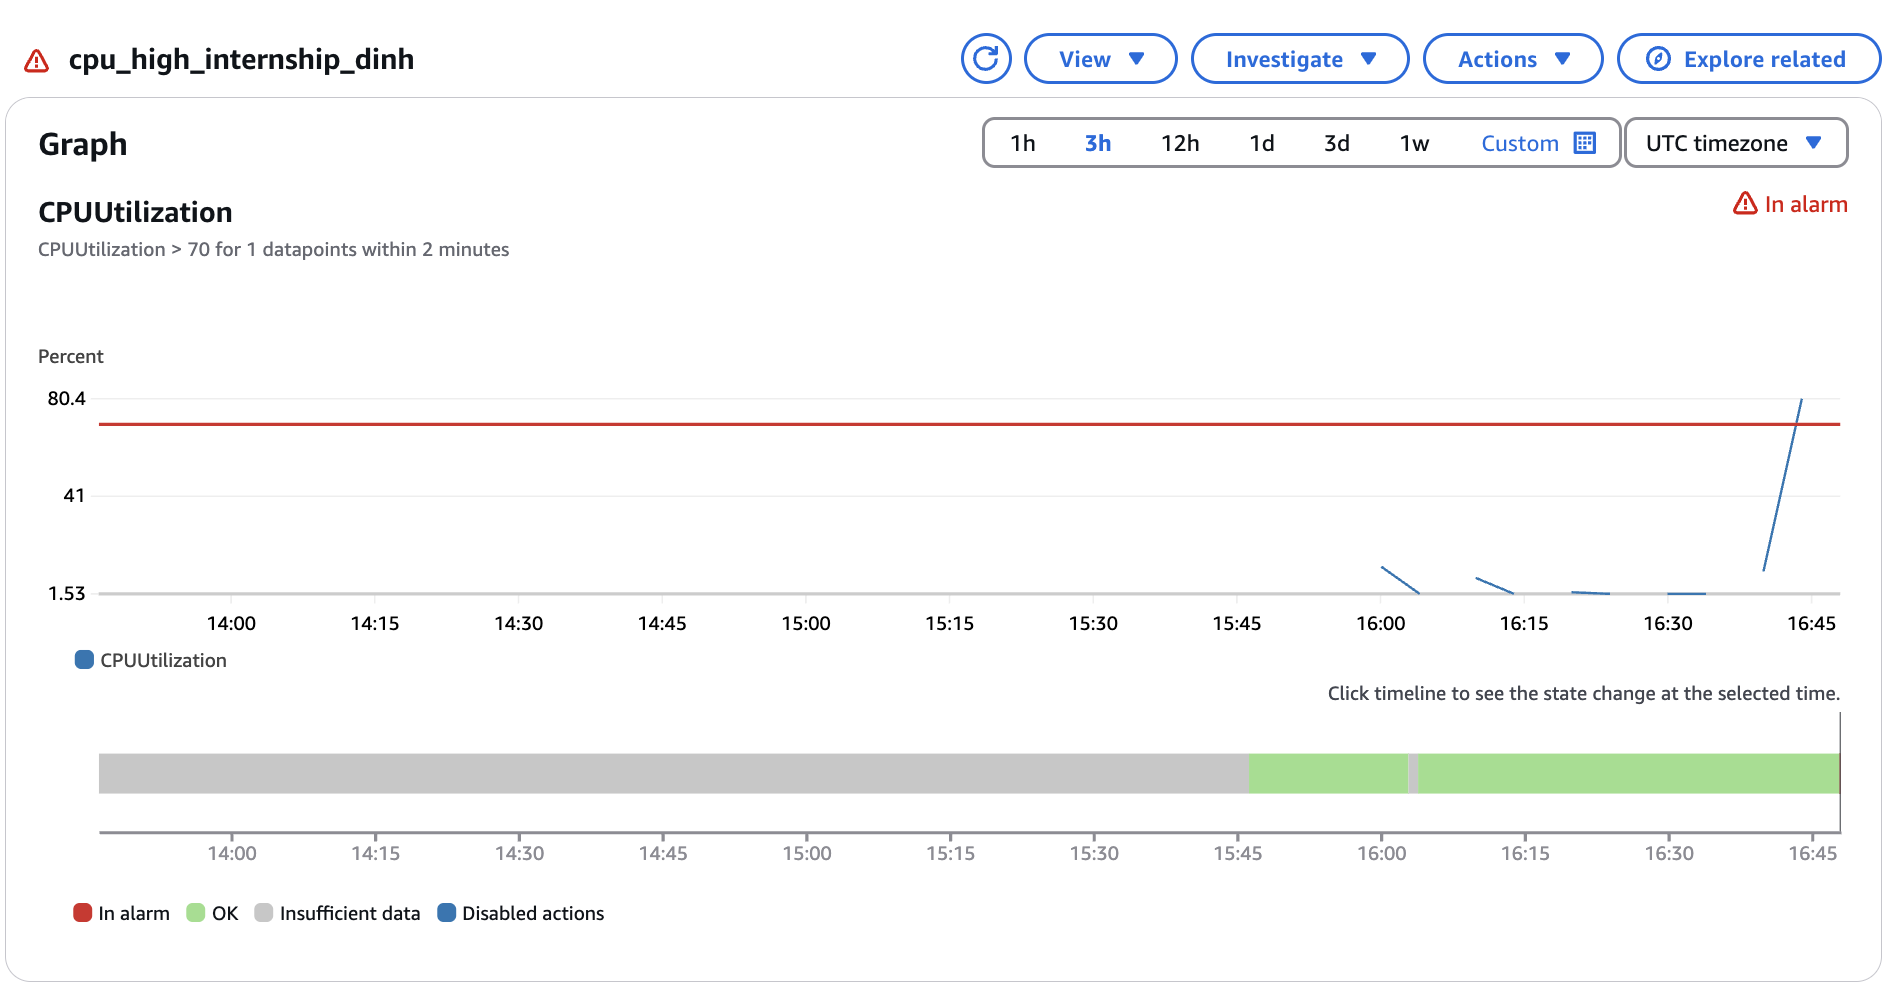 cpu_high_internship_dinh
View
Investigate
Actions
Explore related
Graph
1h 3h 12h 1d 3d 1w Custom
UTC timezone
CPUUtilization
In alarm
CPUUtilization > 70 for 1 datapoints within 2 minutes
Percent
80.4
41
1.53
14:00 14:15 14:30 14:45 15:00 15:15 15:30 15:45 16:00 16:15 16:30 16:45
CPUUtilization
Click timeline to see the state change at the selected time.
14:00 14:15 14:30 14:45 15:00 15:15 15:30 15:45 16:00 16:15 16:30 16:45
In alarm OK Insufficient data Disabled actions